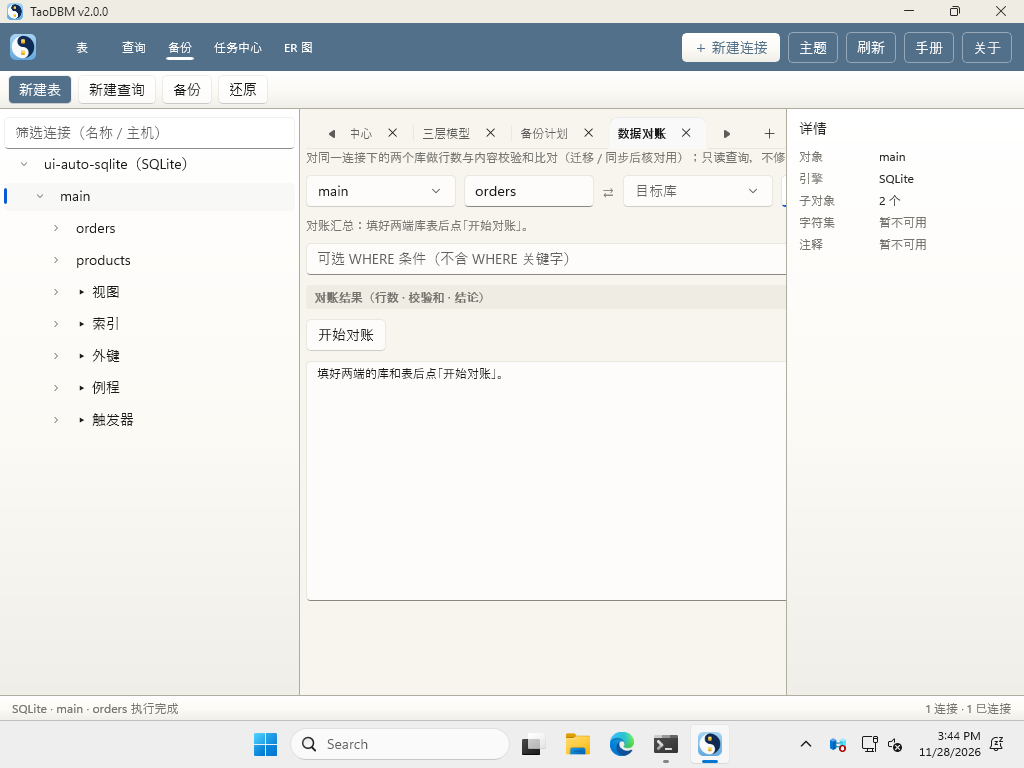 TaoDBM v2.0.0
表 查询 备份 任务中心 ER 图 + 新建连接 主题 刷新 手册 关于
新建表 新建查询 备份 还原
筛选连接（名称 / 主机）
ui-auto-sqlite（SQLite）
main
orders
products
视图
索引
外键
例程
触发器
中心 三层模型 备份计划 数据对账
对同一连接下的两个库做行数与内容校验和比对（迁移 / 同步后核对用）；只读查询，不修
main orders ⇄ 目标库
对账汇总：填好两端库表后点「开始对账」。
可选 WHERE 条件（不含 WHERE 关键字）
对账结果（行数 · 校验和 · 结论）
开始对账
填好两端的库和表后点「开始对账」。
详情
对象 main
引擎 SQLite
子对象 2 个
字符集 暂不可用
注释 暂不可用
SQLite · main · orders 执行完成
1 连接 · 1 已连接
Search
3:44 PM
11/28/2026